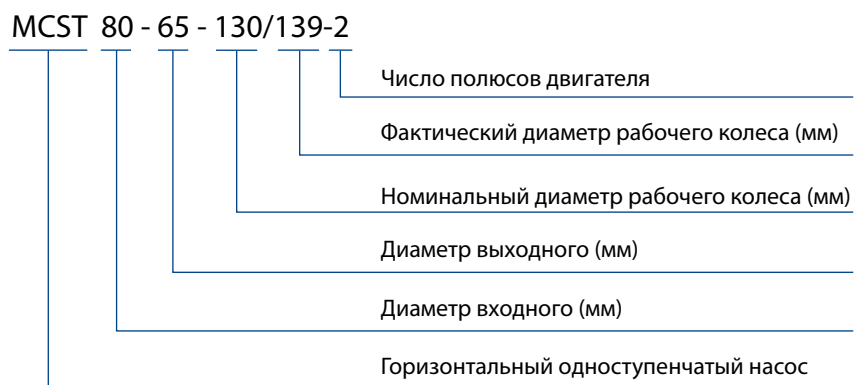 MCST 80 - 65 - 130/139-2
Число полюсов двигателя
Фактический диаметр рабочего колеса (мм)
Номинальный диаметр рабочего колеса (мм)
Диаметр выходного (мм)
Диаметр входного (мм)
Горизонтальный одноступенчатый насос